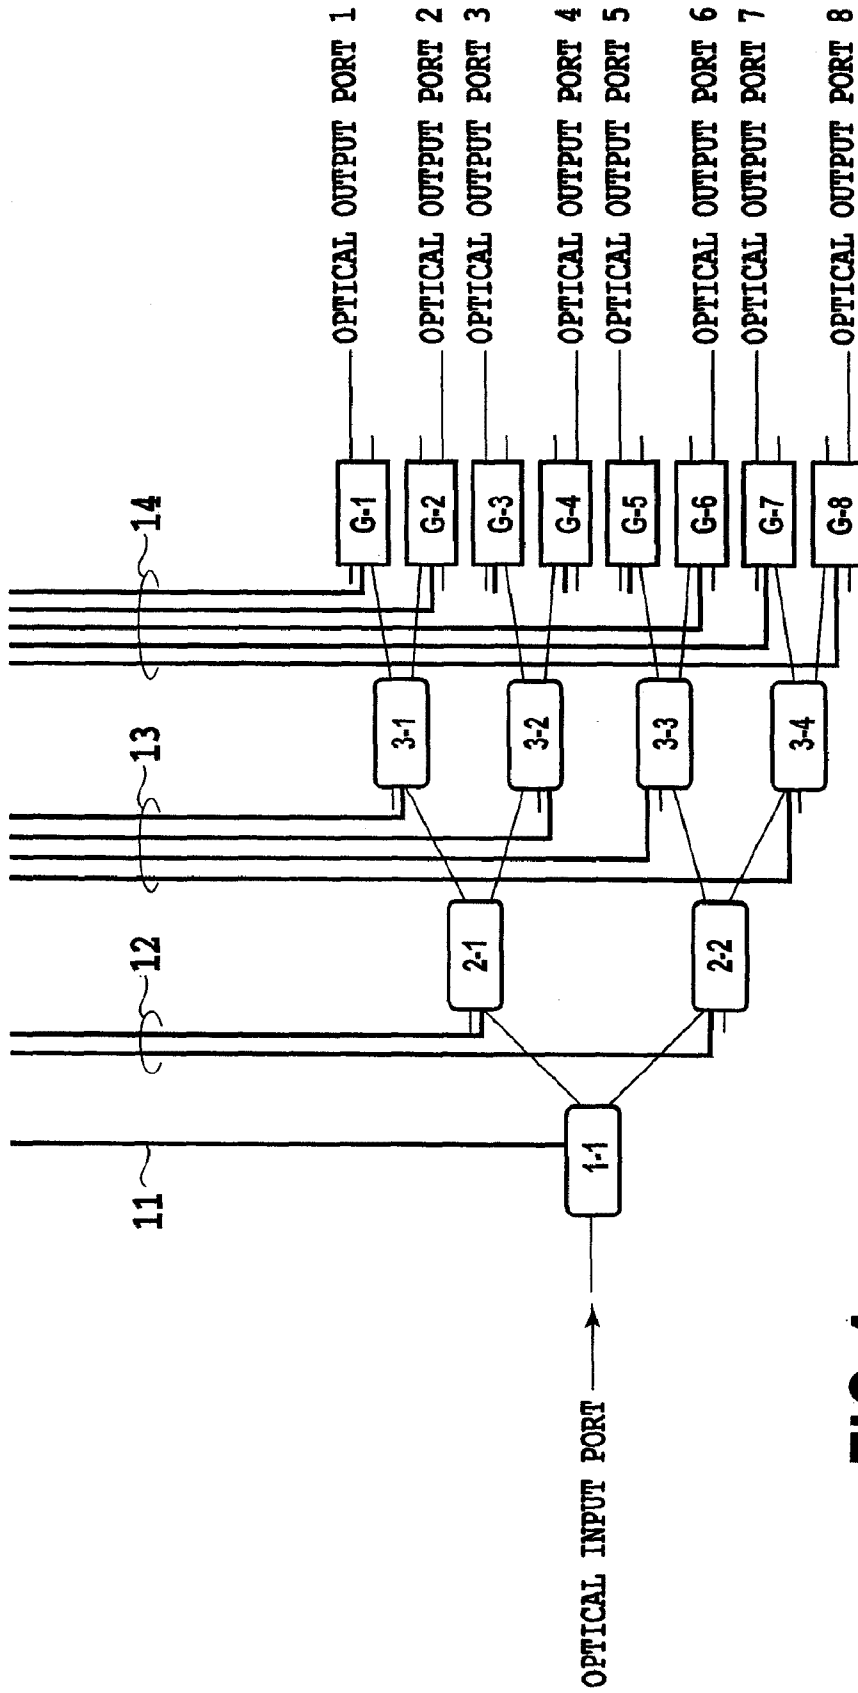 11
12
13
14
OPTICAL INPUT PORT
1-1
2-1
2-2
3-1
3-2
3-3
3-4
G-1
G-2
G-3
G-4
G-5
G-6
G-7
G-8
OPTICAL OUTPUT PORT 1
OPTICAL OUTPUT PORT 2
OPTICAL OUTPUT PORT 3
OPTICAL OUTPUT PORT 4
OPTICAL OUTPUT PORT 5
OPTICAL OUTPUT PORT 6
OPTICAL OUTPUT PORT 7
OPTICAL OUTPUT PORT 8